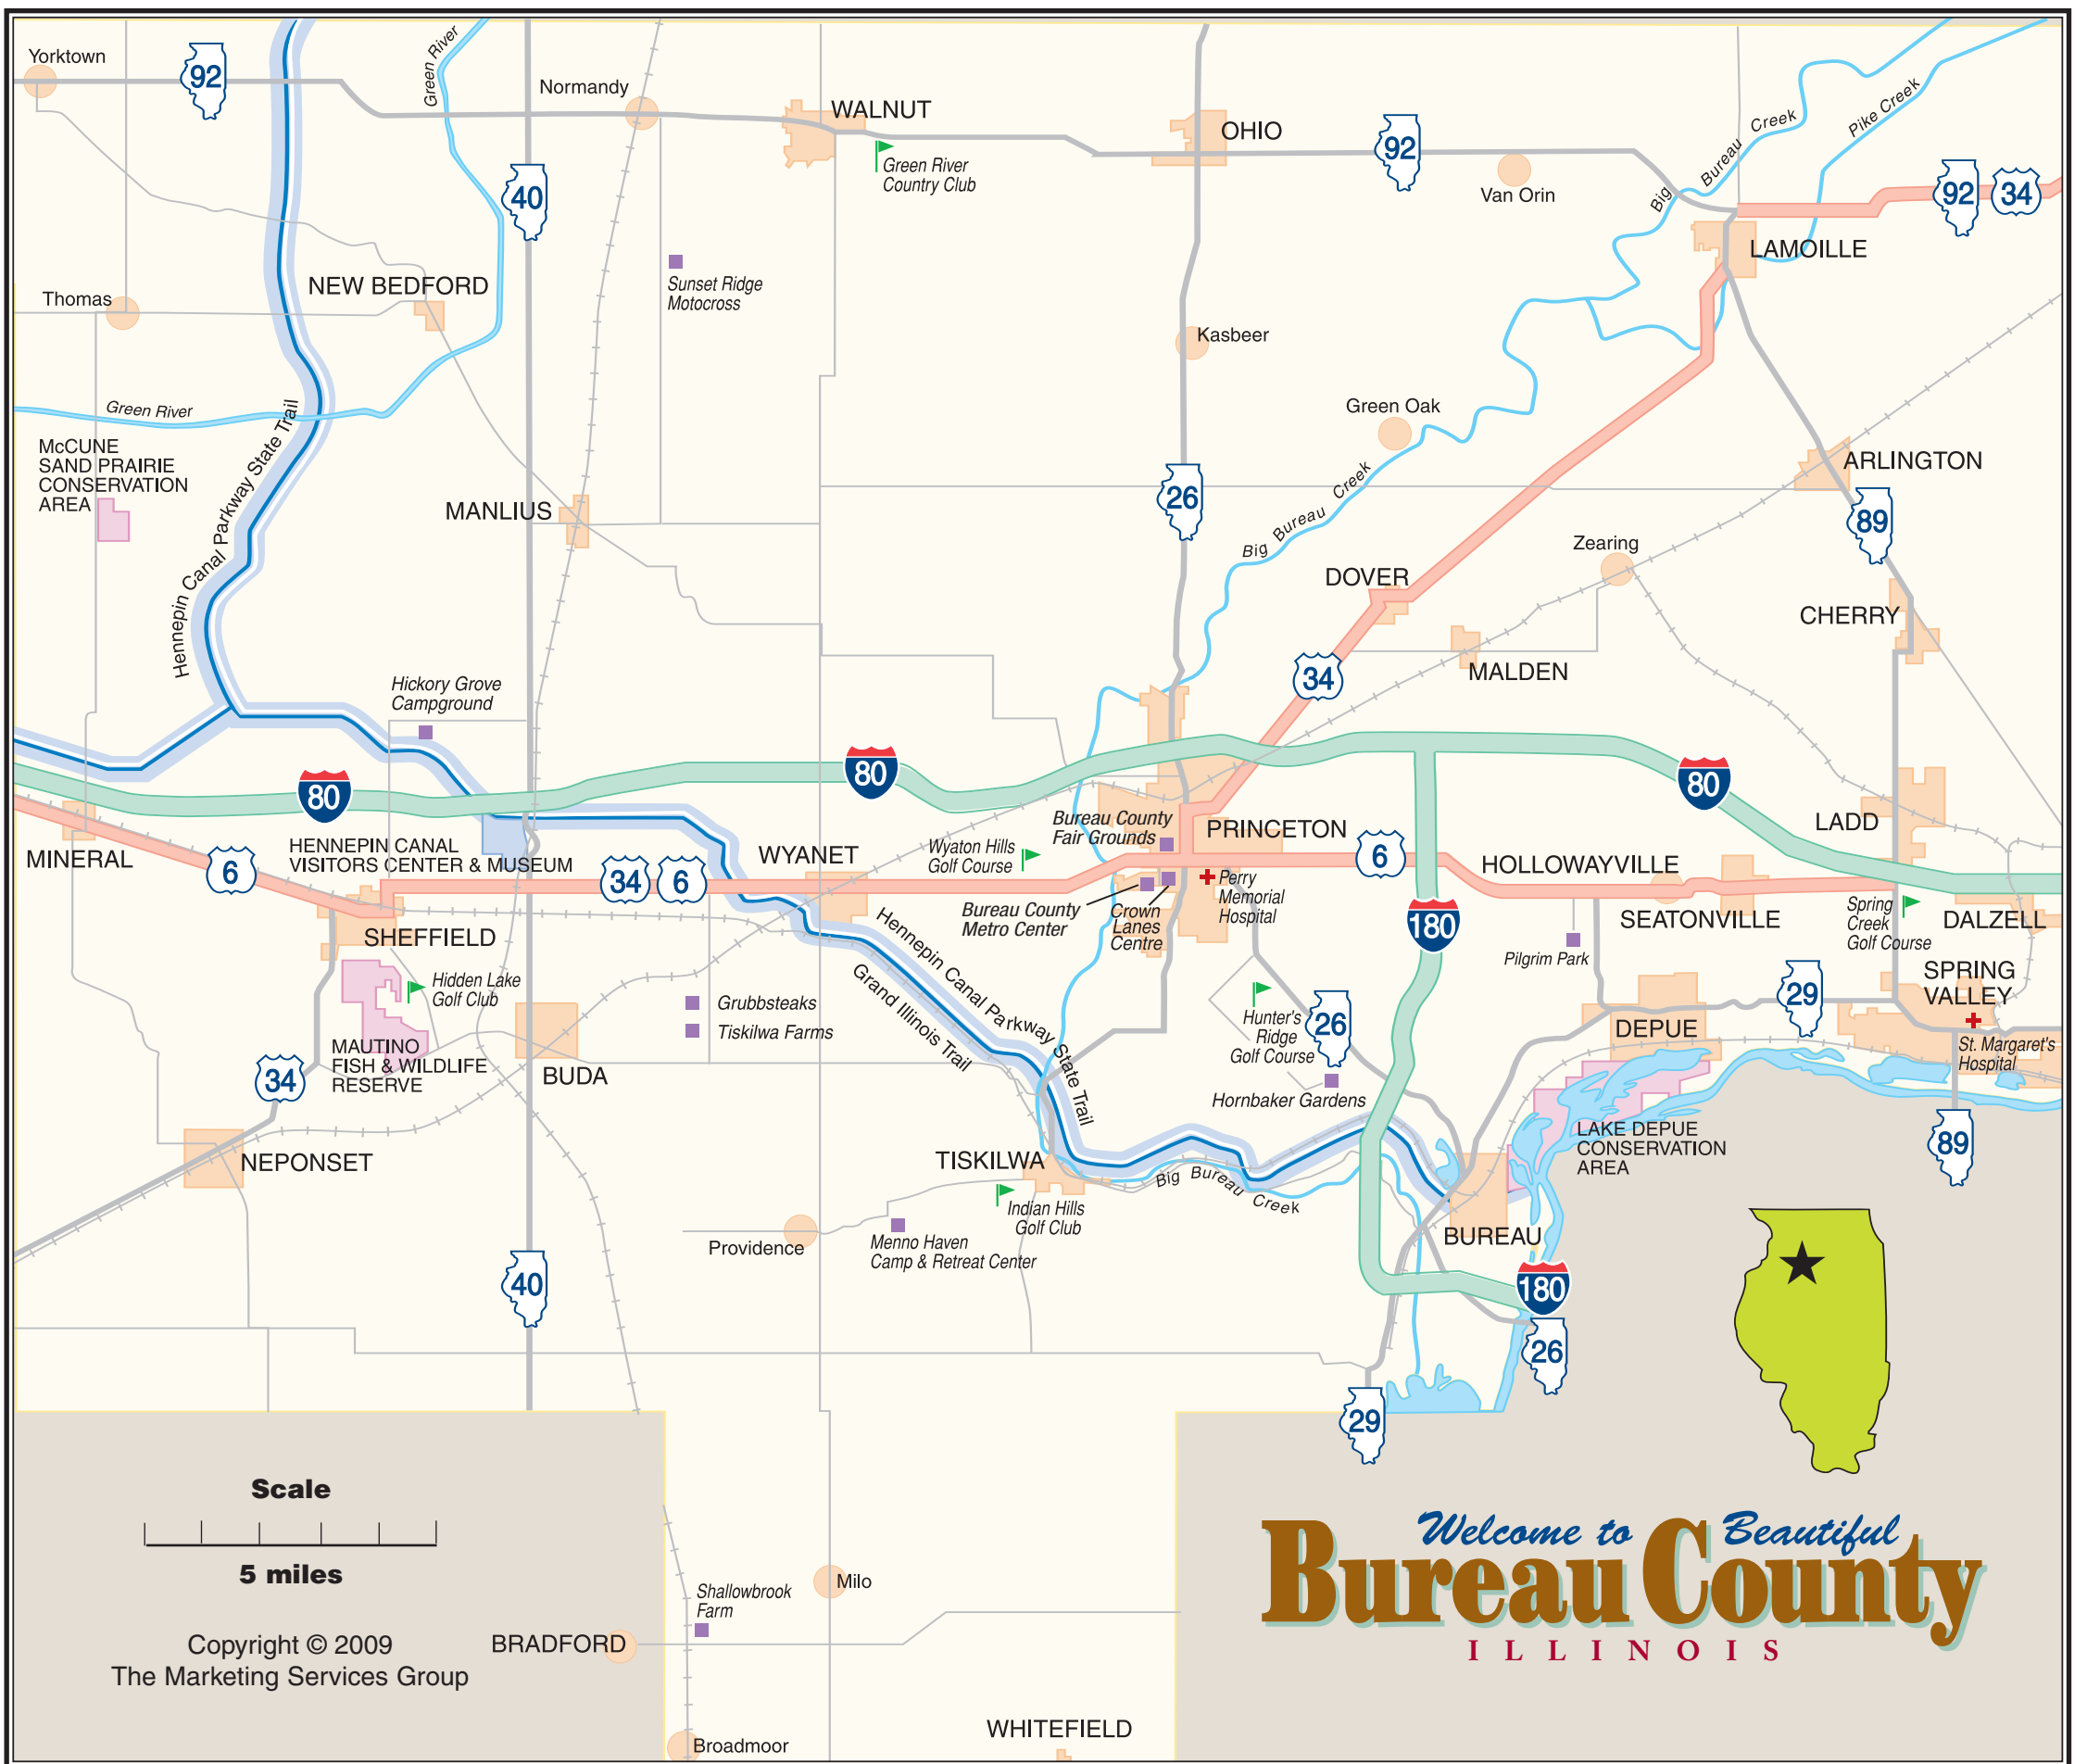 Yorktown
92
Green River
Normandy
WALNUT
Green River
Country Club
OHIO
92
Van Orin
Big Bureau Creek
Pike Creek
92
34
LAMOILLE
40
Sunset Ridge
Motocross
NEW BEDFORD
Thomas
Kasbeer
Green River
McCUNE
SAND PRAIRIE
CONSERVATION
AREA
Hennepin Canal Parkway State Trail
MANLIUS
26
Green Oak
Big Bureau Creek
ARLINGTON
89
Zearing
DOVER
CHERRY
MALDEN
34
Hickory Grove
Campground
80
80
80
MINERAL
6
HENNEPIN CANAL
VISITORS CENTER & MUSEUM
34
6
WYANET
Wyaton Hills
Golf Course
Bureau County
Fair Grounds
PRINCETON
6
HOLLOWAYVILLE
LADD
Perry
Memorial
Hospital
Bureau County
Metro Center
Crown
Lanes
Centre
180
SEATONVILLE
Spring
Creek
Golf Course
DALZELL
Pilgrim Park
SHEFFIELD
Hidden Lake
Golf Club
Hennepin Canal Parkway State Trail
Grand Illinois Trail
Grubbsteaks
Tiskilwa Farms
Hunter's
Ridge
Golf Course
26
29
SPRING
VALLEY
DEPUE
St. Margaret's
Hospital
MAUTINO
FISH & WILDLIFE
RESERVE
34
BUDA
Hornbaker Gardens
LAKE DEPUE
CONSERVATION
AREA
89
NEPONSET
TISKILWA
Big Bureau Creek
Indian Hills
Golf Club
Providence
Menno Haven
Camp & Retreat Center
BUREAU
40
180
26
29
Scale
5 miles
Copyright © 2009
The Marketing Services Group
BRADFORD
Shallowbrook
Farm
Milo
Broadmoor
WHITEFIELD
Welcome to Beautiful
Bureau County
ILLINOIS